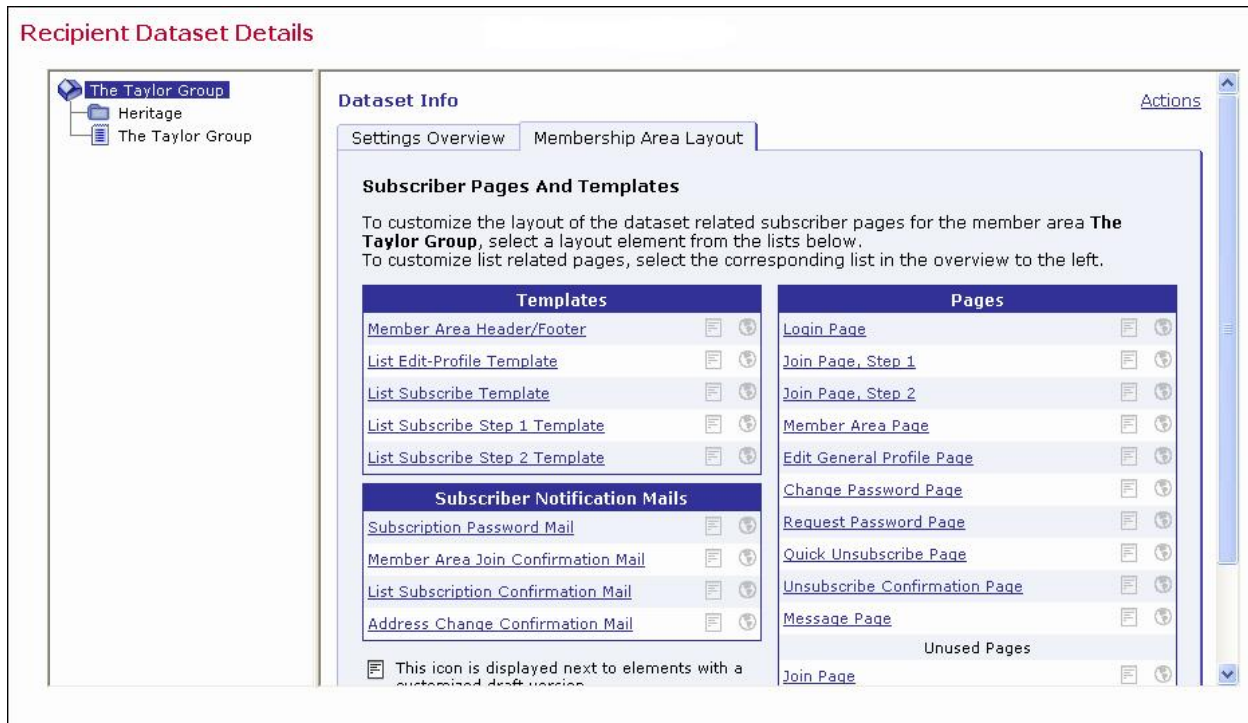 Recipient Dataset Details
The Taylor Group
Heritage
The Taylor Group
Dataset Info
Actions
Settings Overview
Membership Area Layout
Subscriber Pages And Templates
To customize the layout of the dataset related subscriber pages for the member area The
Taylor Group, select a layout element from the lists below.
To customize list related pages, select the corresponding list in the overview to the left.
Templates
Member Area Header/Footer
List Edit-Profile Template
List Subscribe Template
List Subscribe Step 1 Template
List Subscribe Step 2 Template
Subscriber Notification Mails
Subscription Password Mail
Member Area Join Confirmation Mail
List Subscription Confirmation Mail
Address Change Confirmation Mail
This icon is displayed next to elements with a
customized draft version
Pages
Login Page
Join Page, Step 1
Join Page, Step 2
Member Area Page
Edit General Profile Page
Change Password Page
Request Password Page
Quick Unsubscribe Page
Unsubscribe Confirmation Page
Message Page
Unused Pages
Join Page